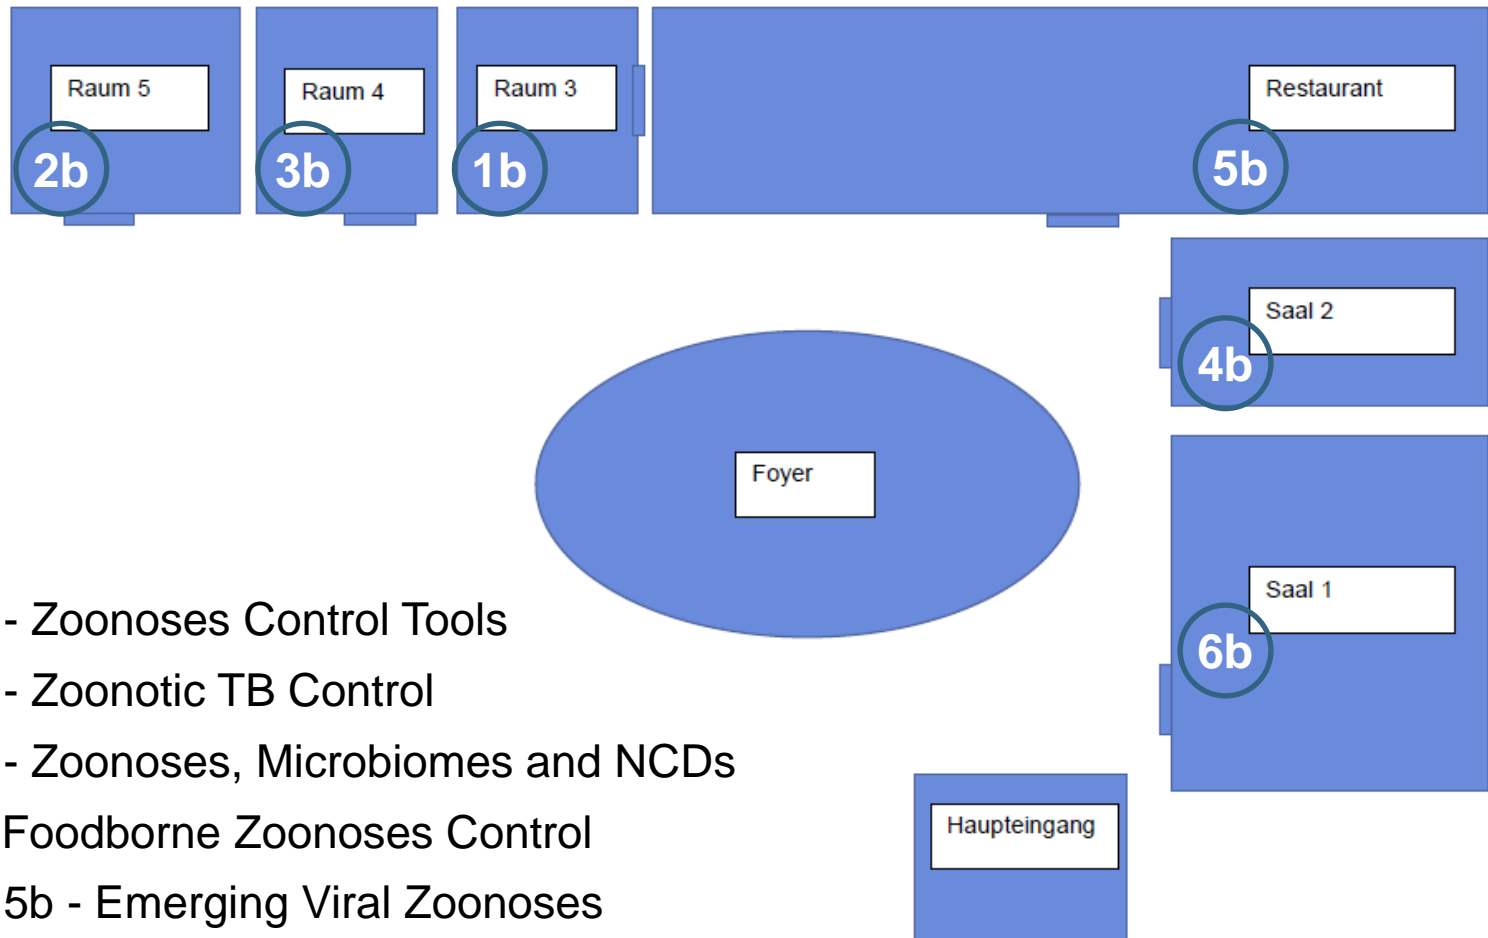 Raum 5
Raum 4
Raum 3
Restaurant
2b
3b
1b
5b
Saal 2
4b
Foyer
Saal 1
6b
- Zoonoses Control Tools
- Zoonotic TB Control
- Zoonoses, Microbiomes and NCDs
Foodborne Zoonoses Control
5b - Emerging Viral Zoonoses
Haupteingang